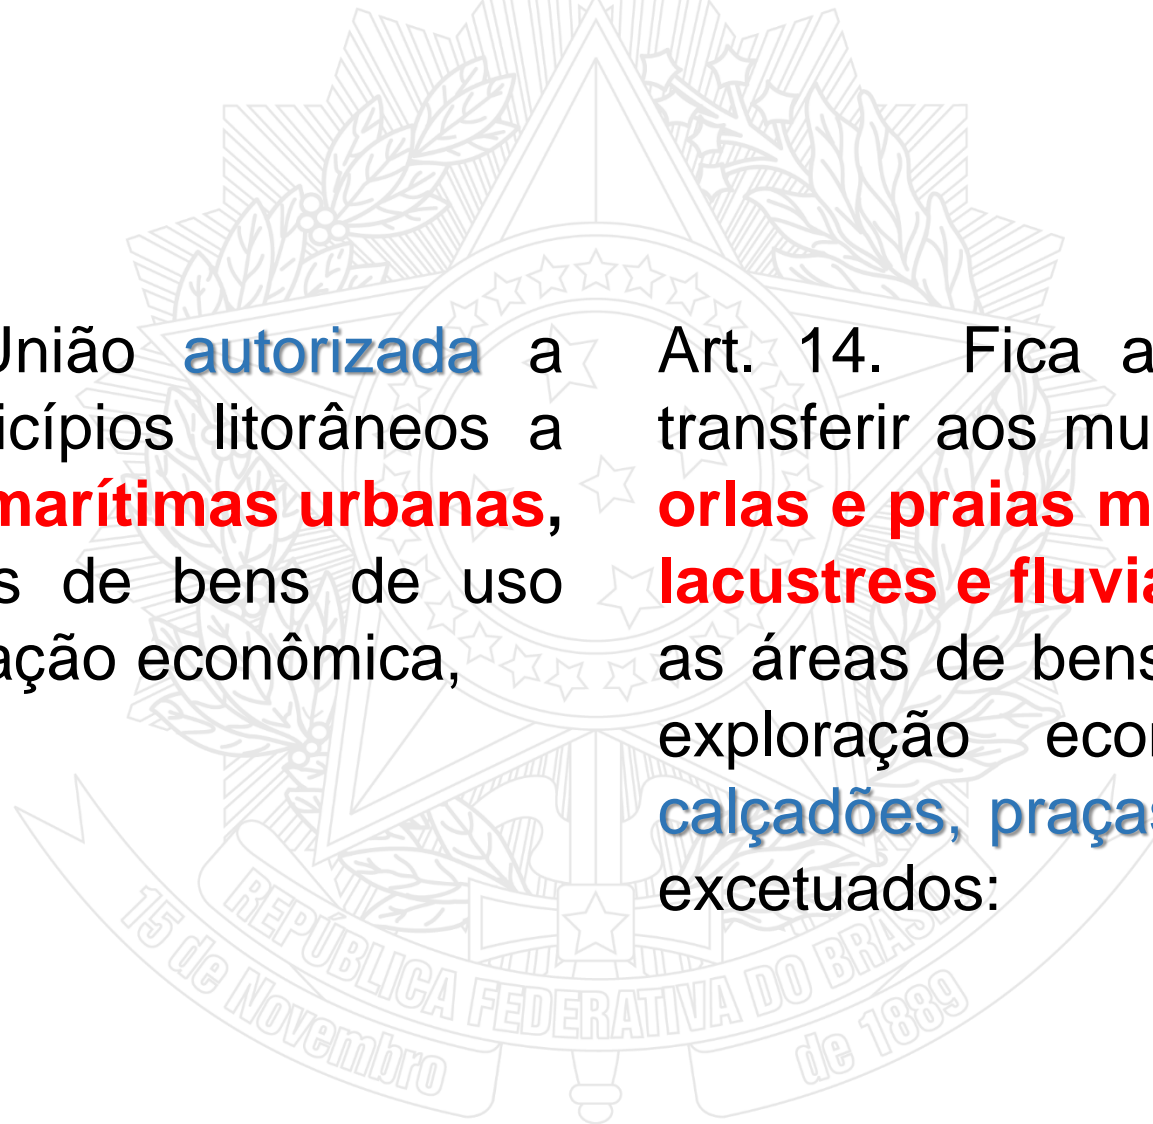 União autorizada a
icípios litorâneos a
marítimas urbanas,
s de bens de uso
ação econômica,
Art. 14. Fica a
transferir aos mu
orlas e praias m
lacustres e fluvia
as áreas de bens
exploração econ
calçadões, praças
excetuados:
REPÚBLICA FEDERATIVA DO BRASIL
15 de Novembro de 1889